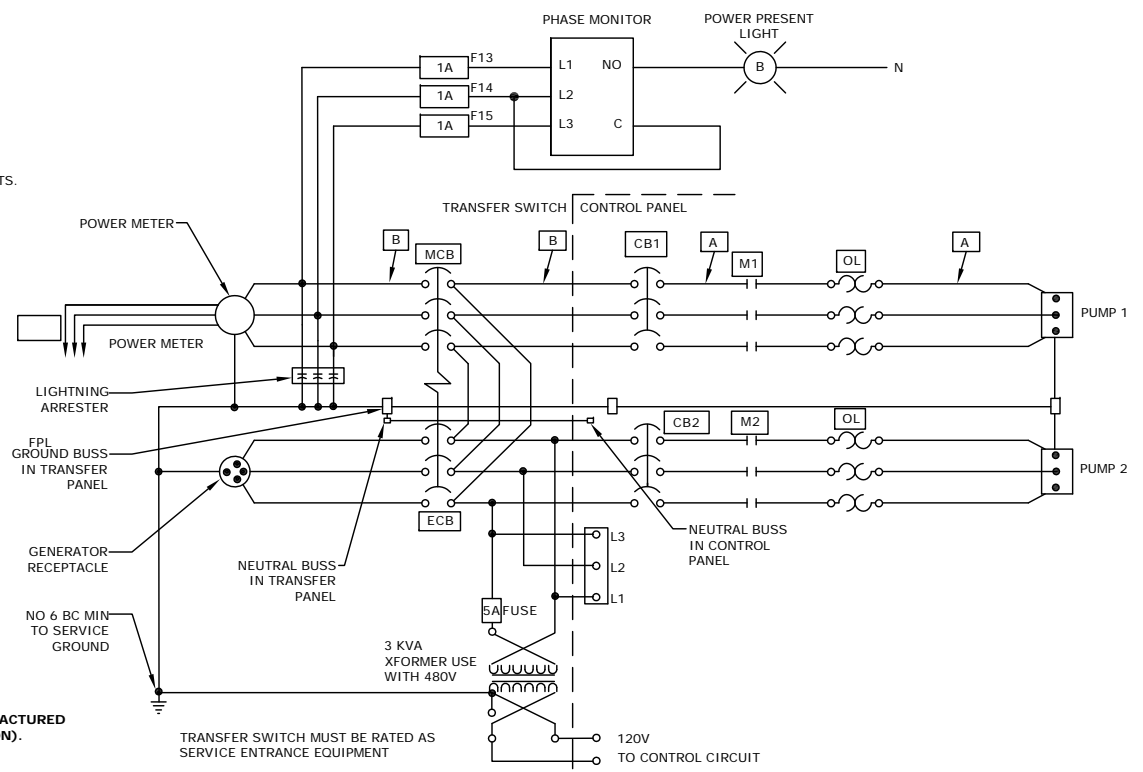 PHASE MONITOR
POWER PRESENT
LIGHT
1A
F13
L1
NO
B
N
1A
F14
L2
1A
F15
L3
C
TS.
TRANSFER SWITCH
CONTROL PANEL
POWER METER
B
MCB
B
CB1
A
M1
OL
A
PUMP 1
POWER METER
LIGHTNING
ARRESTER
FPL
GROUND BUSS
IN TRANSFER
PANEL
CB2
M2
OL
PUMP 2
ECB
GENERATOR
RECEPTACLE
NEUTRAL BUSS
IN TRANSFER
PANEL
NEUTRAL BUSS
IN CONTROL
PANEL
L3
L2
L1
5A FUSE
NO 6 BC MIN
TO SERVICE
GROUND
3 KVA
XFORMER USE
WITH 480V
ACTURED
ON).
TRANSFER SWITCH MUST BE RATED AS
SERVICE ENTRANCE EQUIPMENT
120V
TO CONTROL CIRCUIT